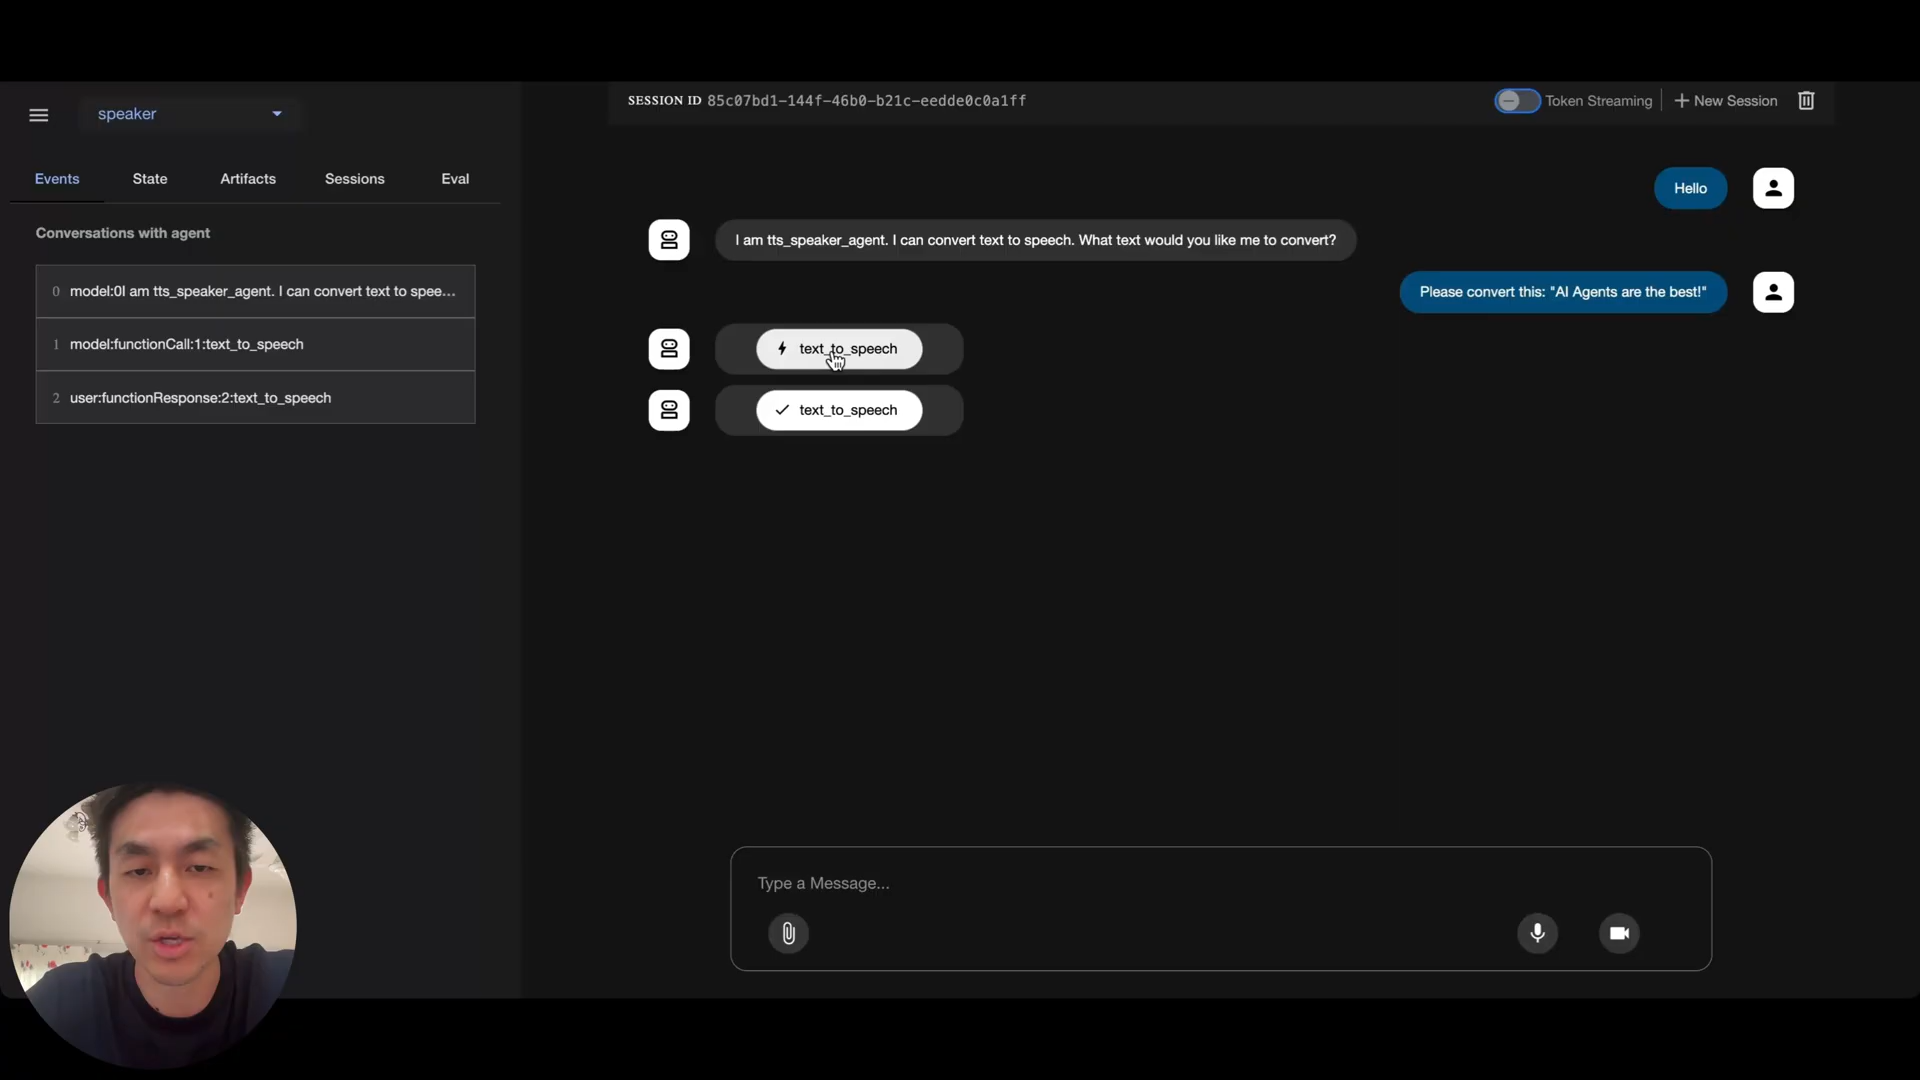 speaker
SESSION ID 85c07bd1-144f-46b0-b21c-eedde0c0a1ff
Token Streaming
New Session
Events
State
Artifacts
Sessions
Eval
Conversations with agent
0 model:0I am tts_speaker_agent. I can convert text to spee...
1 model:functionCall:1:text_to_speech
2 user:functionResponse:2:text_to_speech
Hello
I am tts_speaker_agent. I can convert text to speech. What text would you like me to convert?
Please convert this: "AI Agents are the best!"
text_to_speech
text_to_speech
Type a Message...